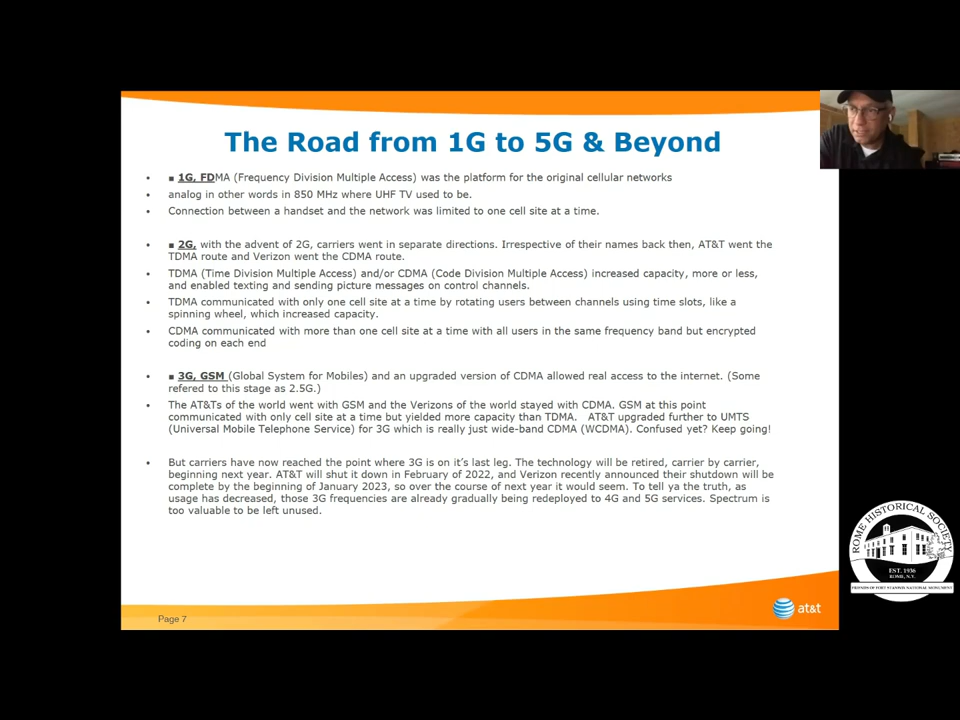 The Road from 1G to 5G & Beyond
• ■ 1G, FDMA (Frequency Division Multiple Access) was the platform for the original cellular networks
• analog in other words in 850 MHz where UHF TV used to be.
• Connection between a handset and the network was limited to one cell site at a time.
• ■ 2G, with the advent of 2G, carriers went in separate directions. Irrespective of their names back then, AT&T went the
TDMA route and Verizon went the CDMA route.
• TDMA (Time Division Multiple Access) and/or CDMA (Code Division Multiple Access) increased capacity, more or less,
and enabled texting and sending picture messages on control channels.
• TDMA communicated with only one cell site at a time by rotating users between channels using time slots, like a
spinning wheel, which increased capacity.
• CDMA communicated with more than one cell site at a time with all users in the same frequency band but encrypted
coding on each end
• ■ 3G, GSM (Global System for Mobiles) and an upgraded version of CDMA allowed real access to the internet. (Some
refered to this stage as 2.5G.)
• The AT&Ts of the world went with GSM and the Verizons of the world stayed with CDMA. GSM at this point
communicated with only cell site at a time but yielded more capacity than TDMA. AT&T upgraded further to UMTS
(Universal Mobile Telephone Service) for 3G which is really just wide-band CDMA (WCDMA). Confused yet? Keep going!
• But carriers have now reached the point where 3G is on it's last leg. The technology will be retired, carrier by carrier,
beginning next year. AT&T will shut it down in February of 2022, and Verizon recently announced their shutdown will be
complete by the beginning of January 2023, so over the course of next year it would seem. To tell ya the truth, as
usage has decreased, those 3G frequencies are already gradually being redeployed to 4G and 5G services. Spectrum is
too valuable to be left unused.
Page 7
at&t
ROME HISTORICAL SOCIETY
EST. 1936
ROME, N.Y.
FRIENDS OF FORT STANWIX NATIONAL MONUMENT